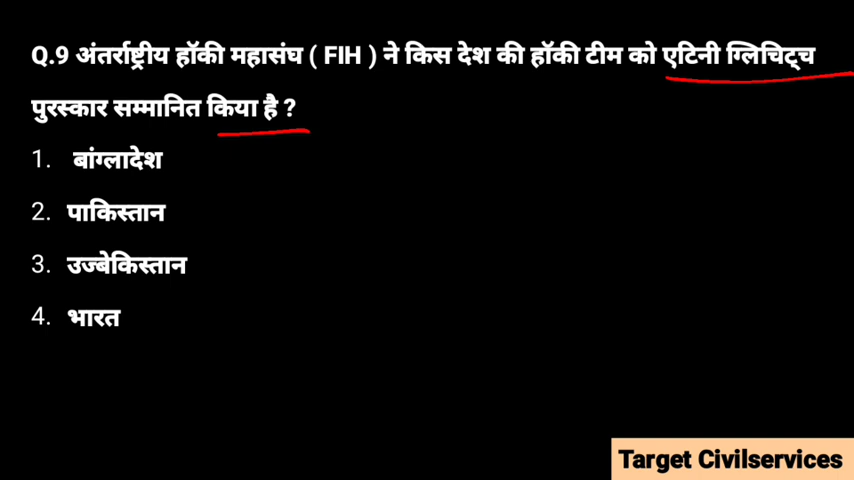 Q.9 अंतर्राष्ट्रीय हॉकी महासंघ ( FIH ) ने किस देश की हॉकी टीम को एटिनी ग्लिचिट्च
पुरस्कार सम्मानित किया है ?
1. बांग्लादेश
2. पाकिस्तान
3. उज्बेकिस्तान
4. भारत
Target Civilservices